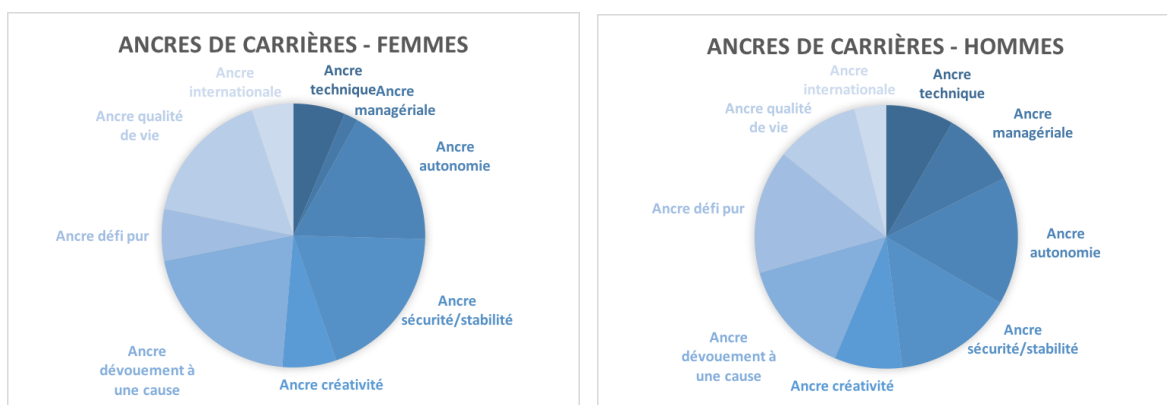 ANCRES DE CARRIÈRES - FEMMES
Ancre
internationale
Ancre
technique
Ancre
managériale
Ancre qualité
de vie
Ancre
autonomie
Ancre défi pur
Ancre
sécurité/stabilité
Ancre
dévouement à
une cause
Ancre créativité
ANCRES DE CARRIÈRES - HOMMES
Ancre
internationale
Ancre
technique
Ancre qualité
de vie
Ancre
managériale
Ancre défi pur
Ancre
autonomie
Ancre
sécurité/stabilité
Ancre
dévouement à
une cause
Ancre créativité